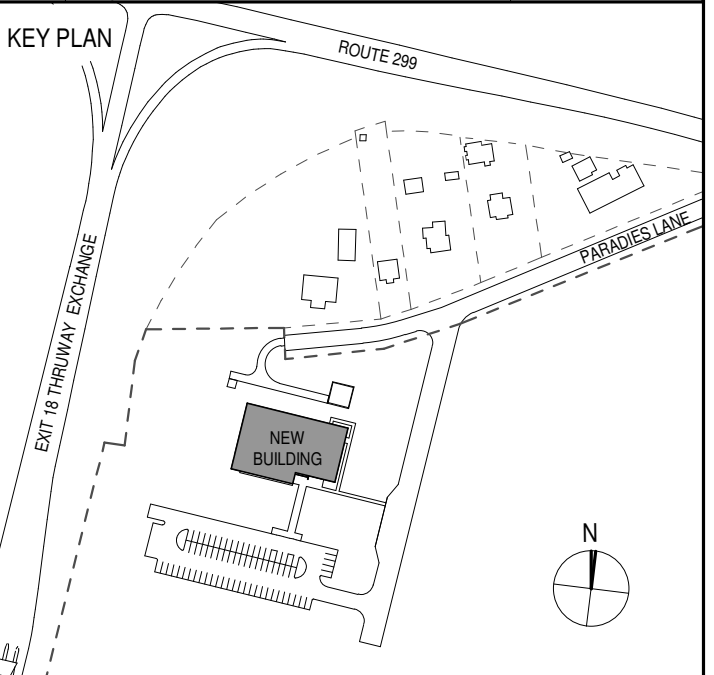 KEY PLAN
ROUTE 299
PARADIES LANE
EXIT 18 THRUWAY EXCHANGE
NEW
BUILDING
N